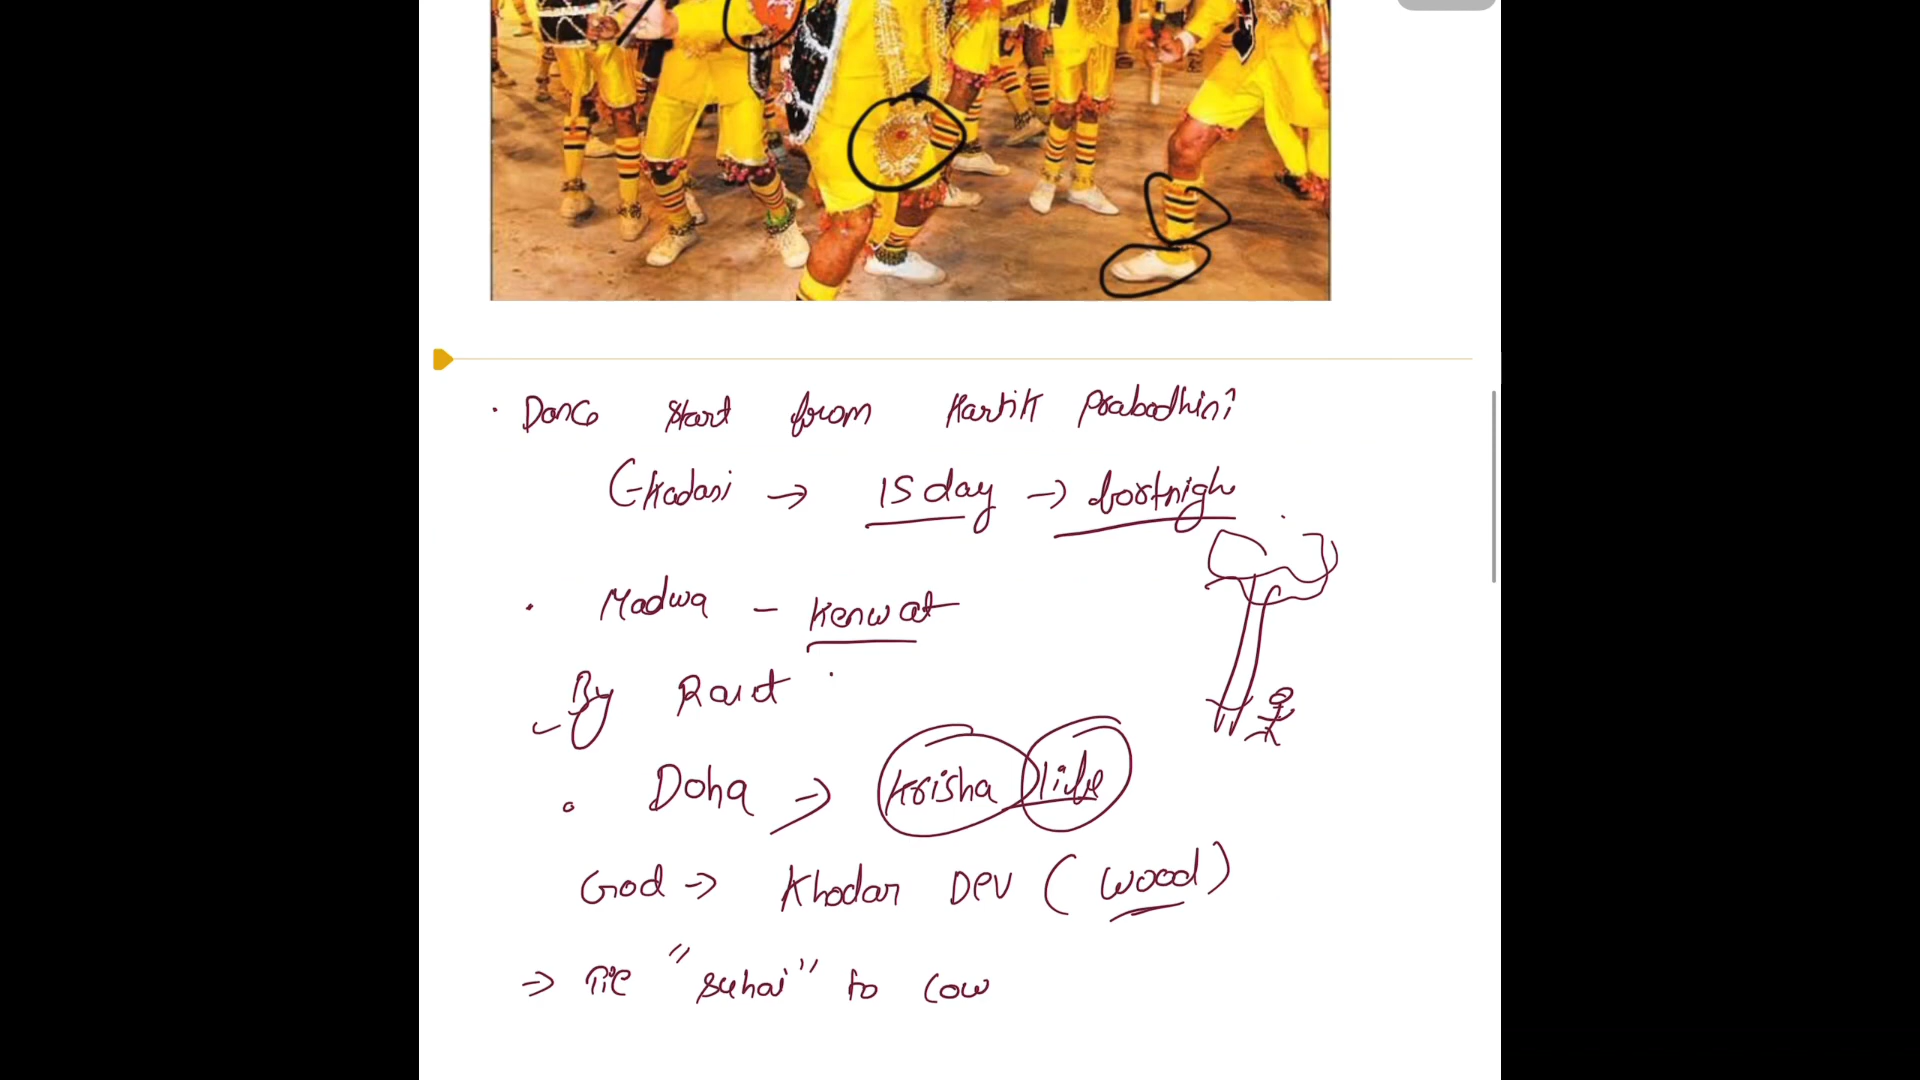 · Dance start from Kartik Prabodhini
Ekadasi → 15 day → fortnigh
· Madwa - Kenwat
By Raut
· Doha → Krisha life
God → Khodar DEV (wood)
→ Tie "suhai" to cow